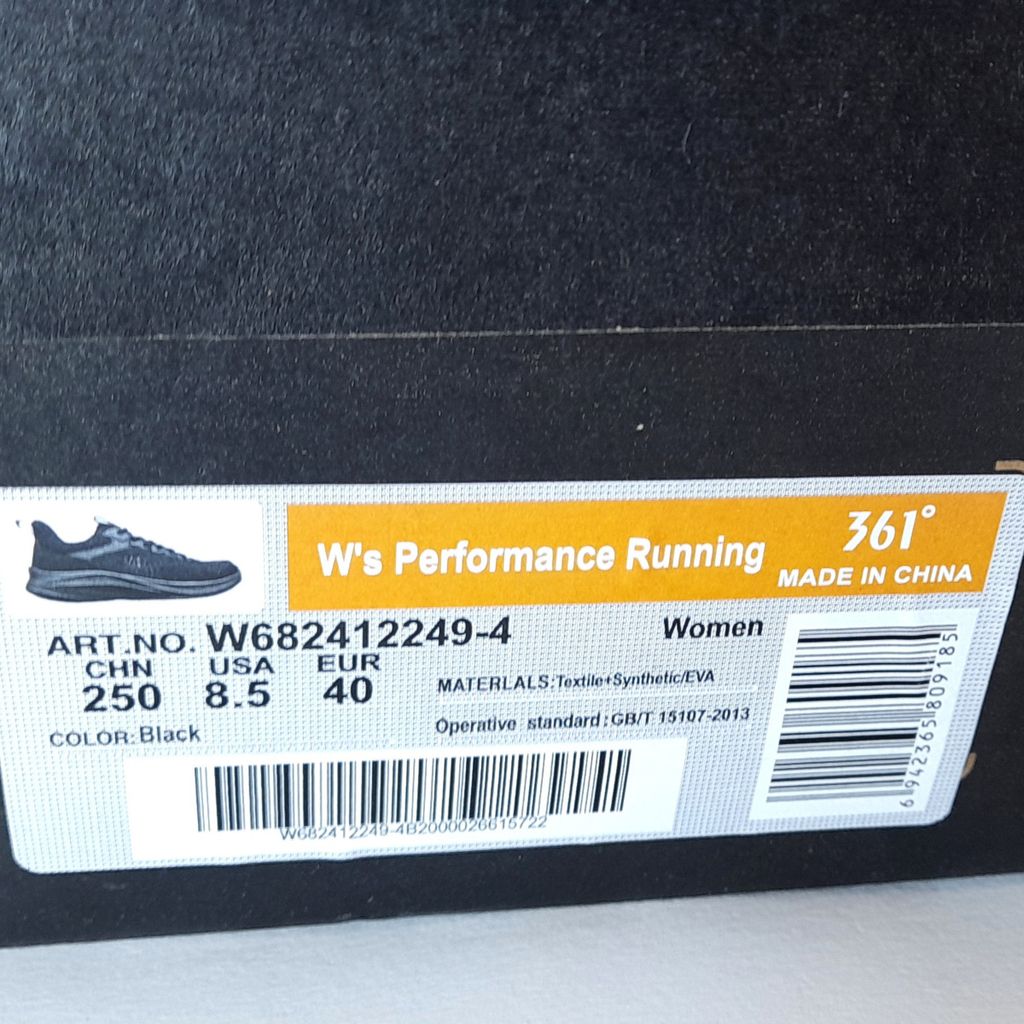 361°
W's Performance Running
MADE IN CHINA
ART.NO. W682412249-4
Women
CHN USA EUR
250 8.5 40
MATERLALS:Textile+Synthetic/EVA
Operative standard:GB/T 15107-2013
COLOR:Black
W682412249-4B2000026615722
6942365809185